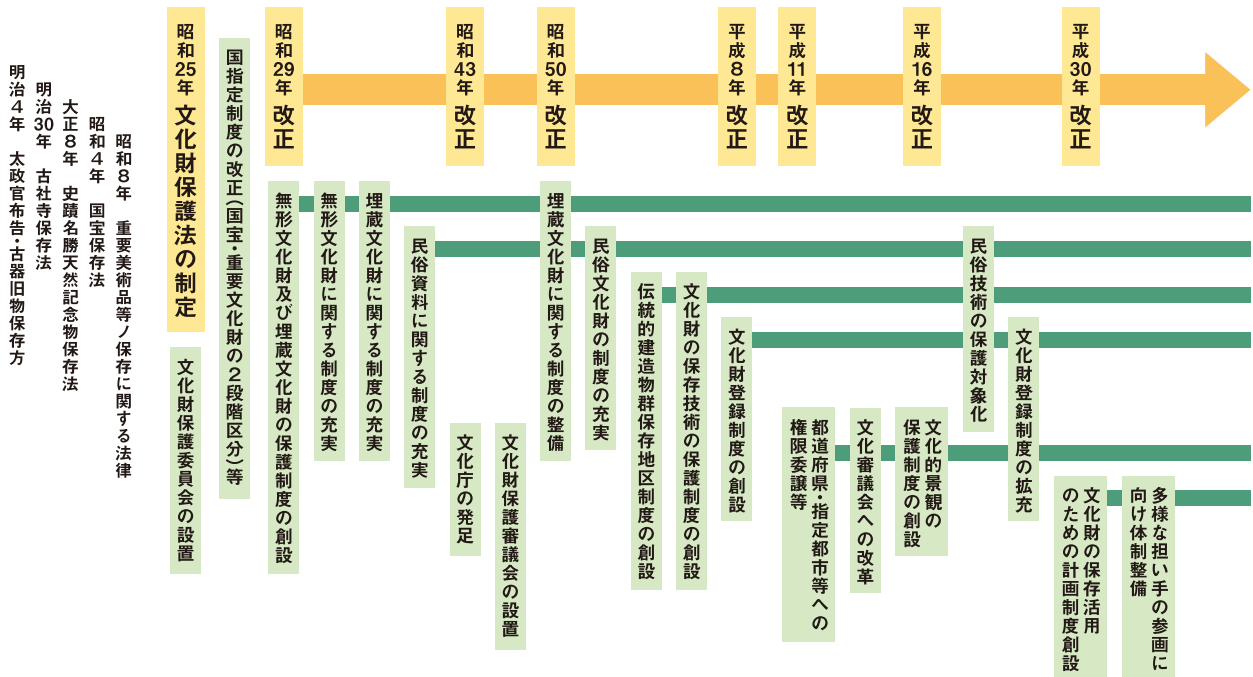 明治４年　太政官布告・古器旧物保存方
明治30年　古社寺保存法
大正８年　史蹟名勝天然記念物保存法
昭和４年　国宝保存法
昭和８年　重要美術品等ノ保存に関する法律
昭和25年 文化財保護法の制定
文化財保護委員会の設置
国指定制度の改正（国宝・重要文化財の２段階区分）等
昭和29年 改正
無形文化財及び埋蔵文化財の保護制度の創設
無形文化財に関する制度の充実
埋蔵文化財に関する制度の充実
民俗資料に関する制度の充実
昭和43年 改正
文化庁の発足
文化財保護審議会の設置
昭和50年 改正
埋蔵文化財に関する制度の整備
民俗文化財の制度の充実
伝統的建造物群保存地区制度の創設
文化財の保存技術の保護制度の創設
平成８年 改正
文化財登録制度の創設
平成11年 改正
都道府県・指定都市等への
権限委譲等
文化審議会への改革
平成16年 改正
文化的景観の
保護制度の創設
民俗技術の保護対象化
文化財登録制度の拡充
平成30年 改正
文化財の保存活用
のための計画制度創設
多様な担い手の参画に
向け体制整備